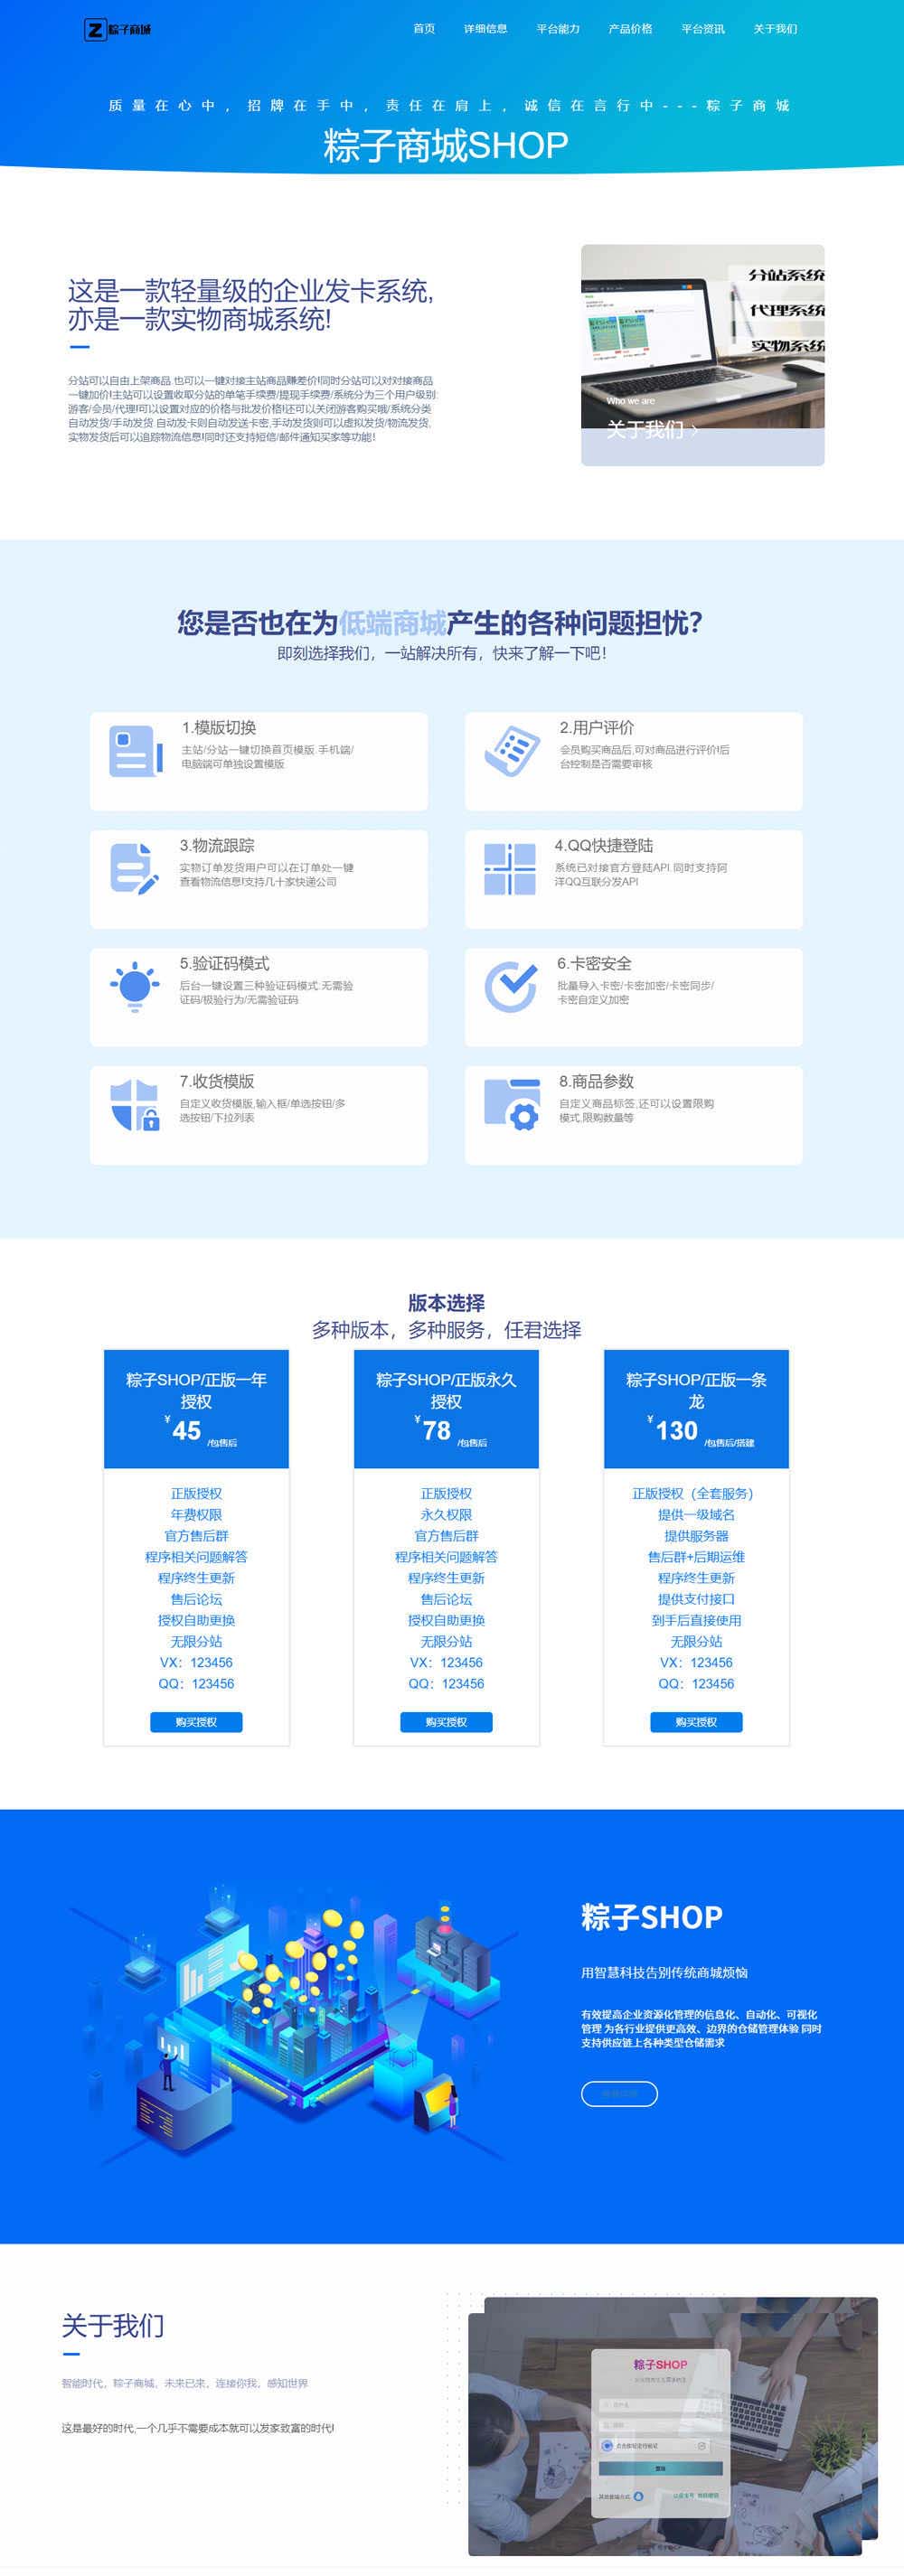 Z 粽子商城
首页 详细信息 平台能力 产品价格 平台资讯 关于我们
质量在心中，招牌在手中，责任在肩上，诚信在言行中---粽子商城
粽子商城SHOP
这是一款轻量级的企业发卡系统,
亦是一款实物商城系统!
分站可以自由上架商品 也可以一键对接主站商品赚差价!同时分站可以对对接商品
一键加价!主站可以设置收取分站的单笔手续费/提现手续费/系统分为三个用户级别:
游客/会员/代理!可以设置对应的价格与批发价格!还可以关闭游客购买哦/系统分类
自动发货/手动发货 自动发卡则自动发送卡密,手动发货则可以虚拟发货/物流发货,
实物发货后可以追踪物流信息!同时还支持短信/邮件通知买家等功能!
分站系统
代理系统
实物系统
Who we are
关于我们 >
您是否也在为低端商城产生的各种问题担忧?
即刻选择我们，一站解决所有，快来了解一下吧!
1.模版切换
主站/分站一键切换首页模版 手机端/
电脑端可单独设置模版
2.用户评价
会员购买商品后,可对商品进行评价!后
台控制是否需要审核
3.物流跟踪
实物订单发货用户可以在订单处一键
查看物流信息!支持几十家快递公司
4.QQ快捷登陆
系统已对接官方登陆API 同时支持阿
洋QQ互联分发API
5.验证码模式
后台一键设置三种验证码模式:无需验
证码/极验行为/无需验证码
6.卡密安全
批量导入卡密/卡密加密/卡密同步/
卡密自定义加密
7.收货模版
自定义收货模版,输入框/单选按钮/多
选按钮/下拉列表
8.商品参数
自定义商品标签,还可以设置限购
模式,限购数量等
版本选择
多种版本，多种服务，任君选择
粽子SHOP/正版一年
授权
¥ 45 /包售后
正版授权
年费权限
官方售后群
程序相关问题解答
程序终生更新
售后论坛
授权自助更换
无限分站
VX：123456
QQ：123456
购买授权
粽子SHOP/正版永久
授权
¥ 78 /包售后
正版授权
永久权限
官方售后群
程序相关问题解答
程序终生更新
售后论坛
授权自助更换
无限分站
VX：123456
QQ：123456
购买授权
粽子SHOP/正版一条
龙
¥ 130 /包售后/搭建
正版授权（全套服务）
提供一级域名
提供服务器
售后群+后期运维
程序终生更新
提供支付接口
到手后直接使用
无限分站
VX：123456
QQ：123456
购买授权
粽子SHOP
用智慧科技告别传统商城烦恼
有效提高企业资源化管理的信息化、自动化、可视化
管理 为各行业提供更高效、边界的仓储管理体验 同时
支持供应链上各种类型仓储需求
关于我们
智能时代，粽子商城，未来已来，连接你我，感知世界
这是最好的时代,一个几乎不需要成本就可以发家致富的时代!
粽子SHOP